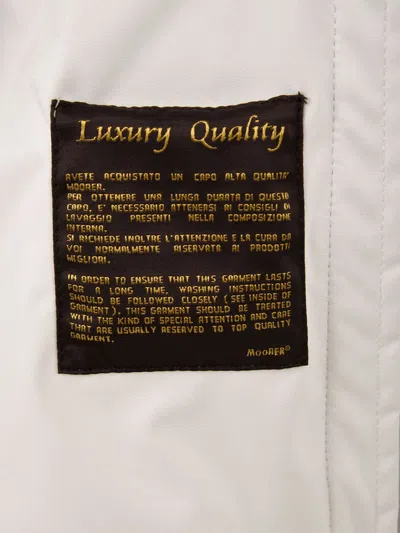 Luxury Quality
AVETE ACQUISTATO UN CAPO ALTA QUALITA'
MOORER.
PER OTTENERE UNA LUNGA DURATA DI QUESTO
CAPO, E' NECESSARIO ATTENERSI AI CONSIGLI DI
LAVAGGIO PRESENTI NELLA COMPOSIZIONE
INTERNA.
SI RICHIEDE INOLTRE L'ATTENZIONE E LA CURA DA
VOI NORMALMENTE RISERVATA AI PRODOTTI
MIGLIORI.
IN ORDER TO ENSURE THAT THIS GARMENT LASTS
FOR A LONG TIME, WASHING INSTRUCTIONS
SHOULD BE FOLLOWED CLOSELY (SEE INSIDE OF
GARMENT). THIS GARMENT SHOULD BE TREATED
WITH THE KIND OF SPECIAL ATTENTION AND CARE
THAT ARE USUALLY RESERVED TO TOP QUALITY
GARMENT.
MOORER©